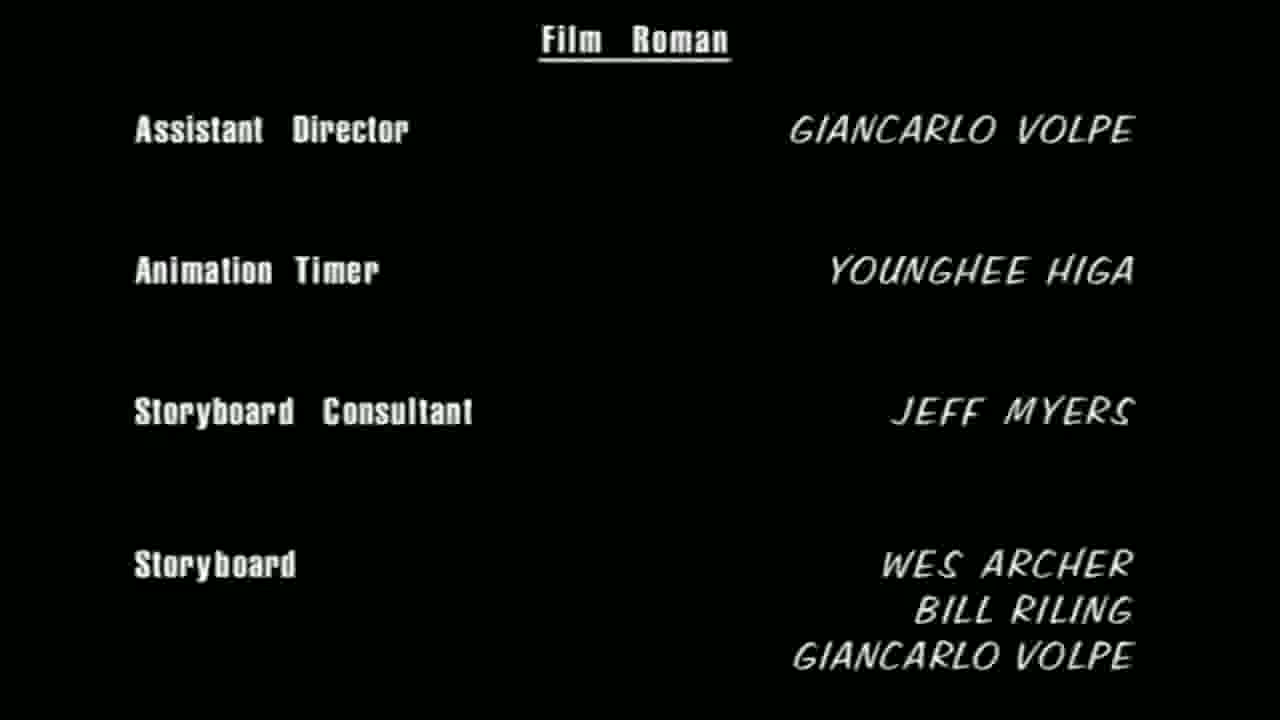 Film Roman
Assistant Director GIANCARLO VOLPE
Animation Timer YOUNGHEE HIGA
Storyboard Consultant JEFF MYERS
Storyboard WES ARCHER
BILL RILING
GIANCARLO VOLPE